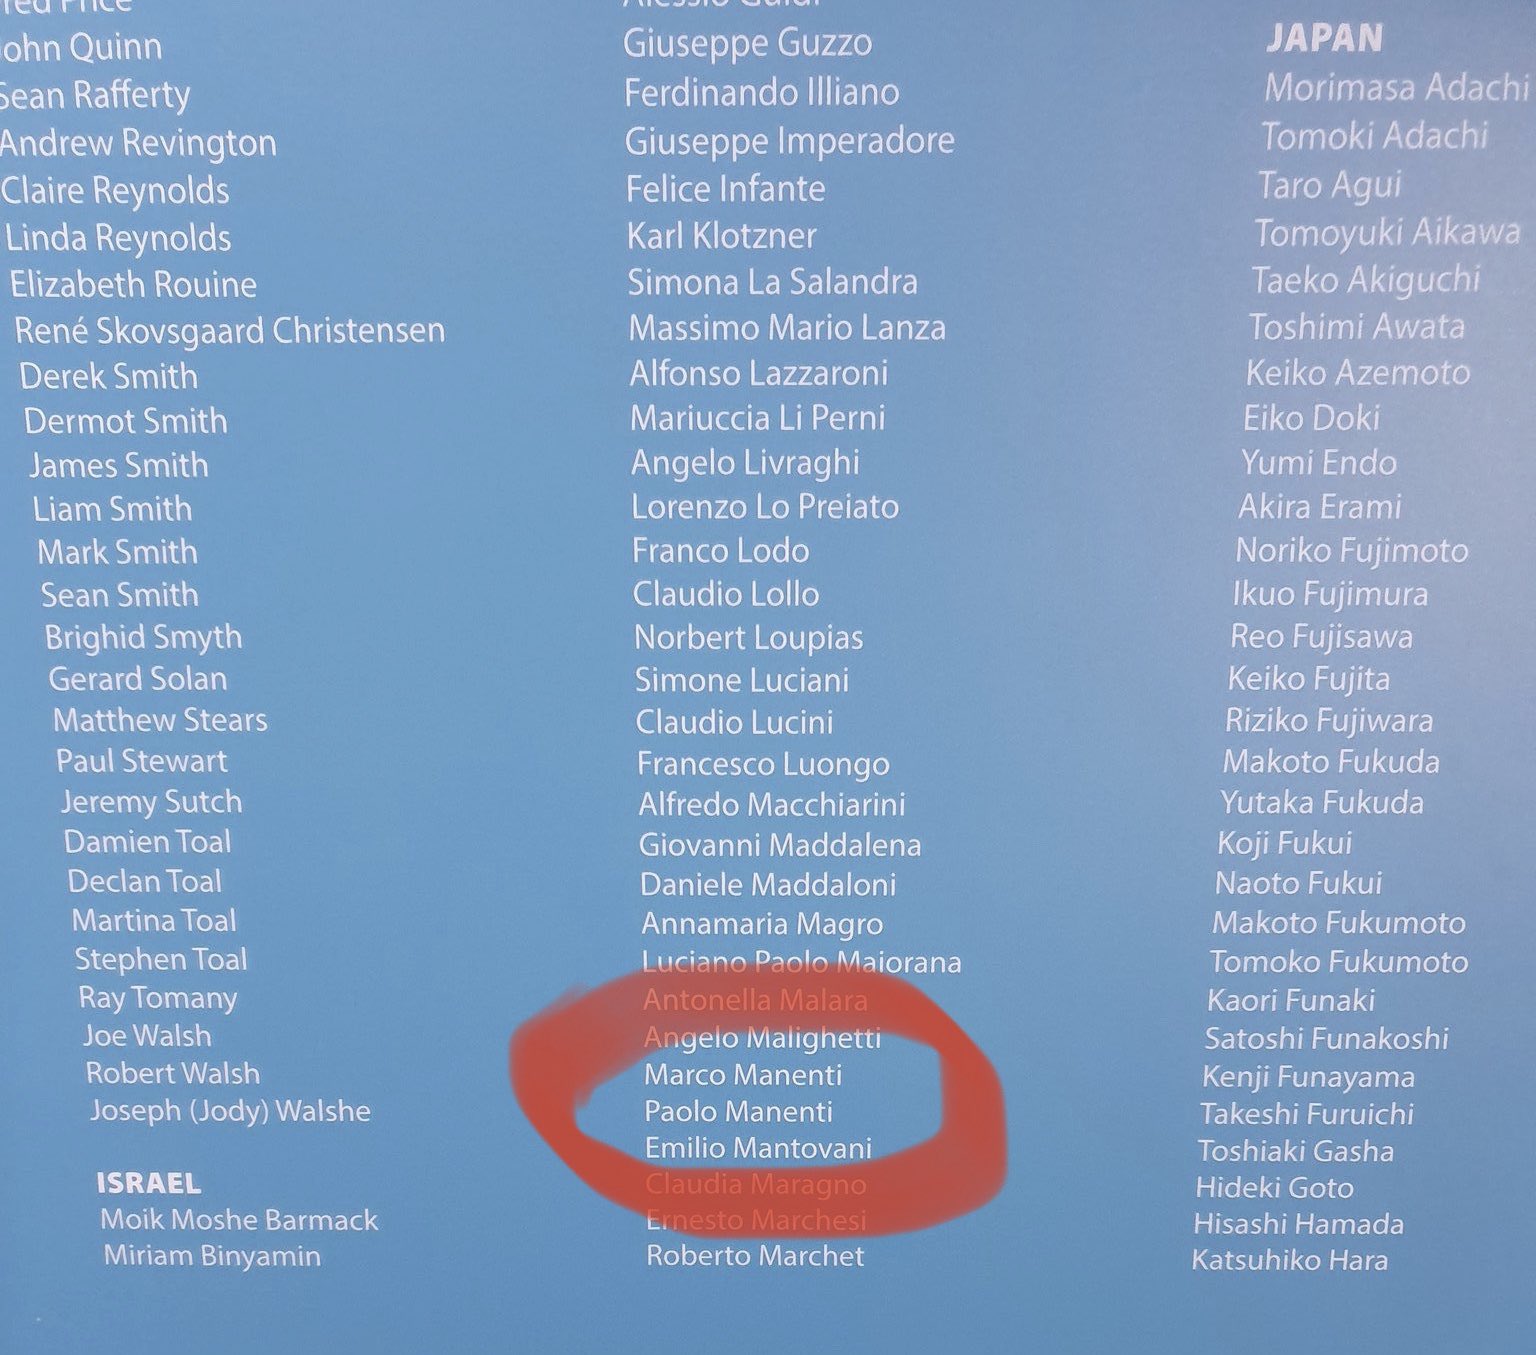 Price
John Quinn
Sean Rafferty
Andrew Revington
Claire Reynolds
Linda Reynolds
Elizabeth Rouine
René Skovsgaard Christensen
Derek Smith
Dermot Smith
James Smith
Liam Smith
Mark Smith
Sean Smith
Brighid Smyth
Gerard Solan
Matthew Stears
Paul Stewart
Jeremy Sutch
Damien Toal
Declan Toal
Martina Toal
Stephen Toal
Ray Tomany
Joe Walsh
Robert Walsh
Joseph (Jody) Walshe
ISRAEL
Moik Moshe Barmack
Miriam Binyamin
Alessio Guidi
Giuseppe Guzzo
Ferdinando Illiano
Giuseppe Imperadore
Felice Infante
Karl Klotzner
Simona La Salandra
Massimo Mario Lanza
Alfonso Lazzaroni
Mariuccia Li Perni
Angelo Livraghi
Lorenzo Lo Preiato
Franco Lodo
Claudio Lollo
Norbert Loupias
Simone Luciani
Claudio Lucini
Francesco Luongo
Alfredo Macchiarini
Giovanni Maddalena
Daniele Maddaloni
Annamaria Magro
Luciano Paolo Maiorana
Antonella Malara
Angelo Malighetti
Marco Manenti
Paolo Manenti
Emilio Mantovani
Claudia Maragno
Ernesto Marchesi
Roberto Marchet
JAPAN
Morimasa Adachi
Tomoki Adachi
Taro Agui
Tomoyuki Aikawa
Taeko Akiguchi
Toshimi Awata
Keiko Azemoto
Eiko Doki
Yumi Endo
Akira Erami
Noriko Fujimoto
Ikuo Fujimura
Reo Fujisawa
Keiko Fujita
Riziko Fujiwara
Makoto Fukuda
Yutaka Fukuda
Koji Fukui
Naoto Fukui
Makoto Fukumoto
Tomoko Fukumoto
Kaori Funaki
Satoshi Funakoshi
Kenji Funayama
Takeshi Furuichi
Toshiaki Gasha
Hideki Goto
Hisashi Hamada
Katsuhiko Hara